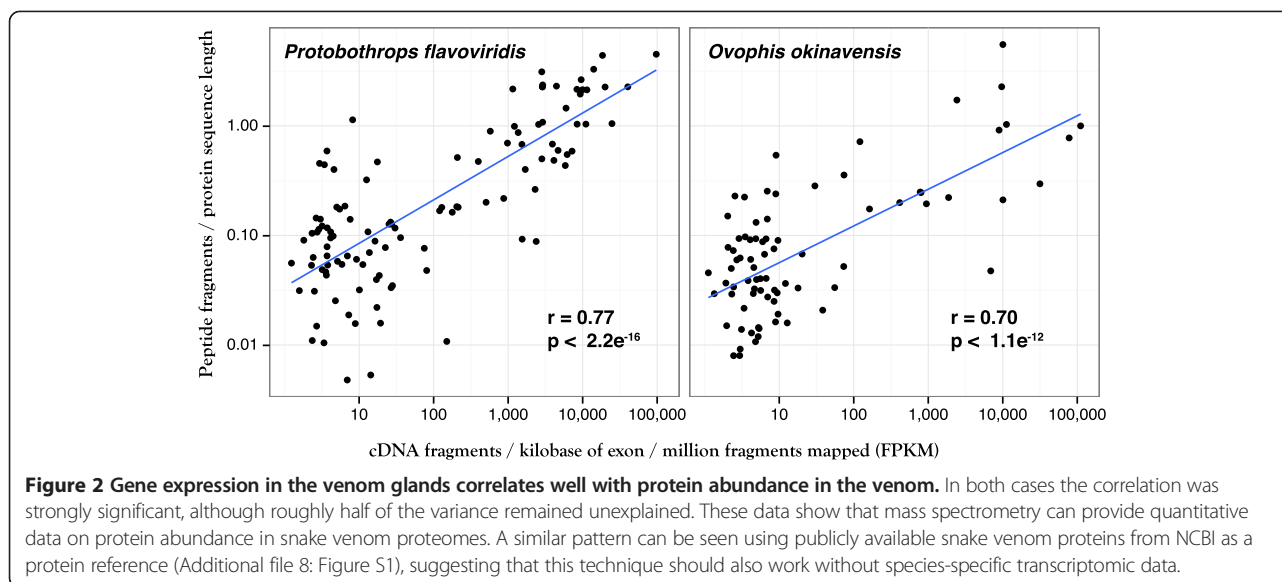 Peptide fragments / protein sequence length
Protobothrops flavoviridis
Ovophis okinavensis
1.00
0.10
0.01
r = 0.77
p < 2.2e-16
r = 0.70
p < 1.1e-12
10 100 1,000 10,000 100,000
10 100 1,000 10,000 100,000
cDNA fragments / kilobase of exon / million fragments mapped (FPKM)
Figure 2 Gene expression in the venom glands correlates well with protein abundance in the venom. In both cases the correlation was
strongly significant, although roughly half of the variance remained unexplained. These data show that mass spectrometry can provide quantitative
data on protein abundance in snake venom proteomes. A similar pattern can be seen using publicly available snake venom proteins from NCBI as a
protein reference (Additional file 8: Figure S1), suggesting that this technique should also work without species-specific transcriptomic data.